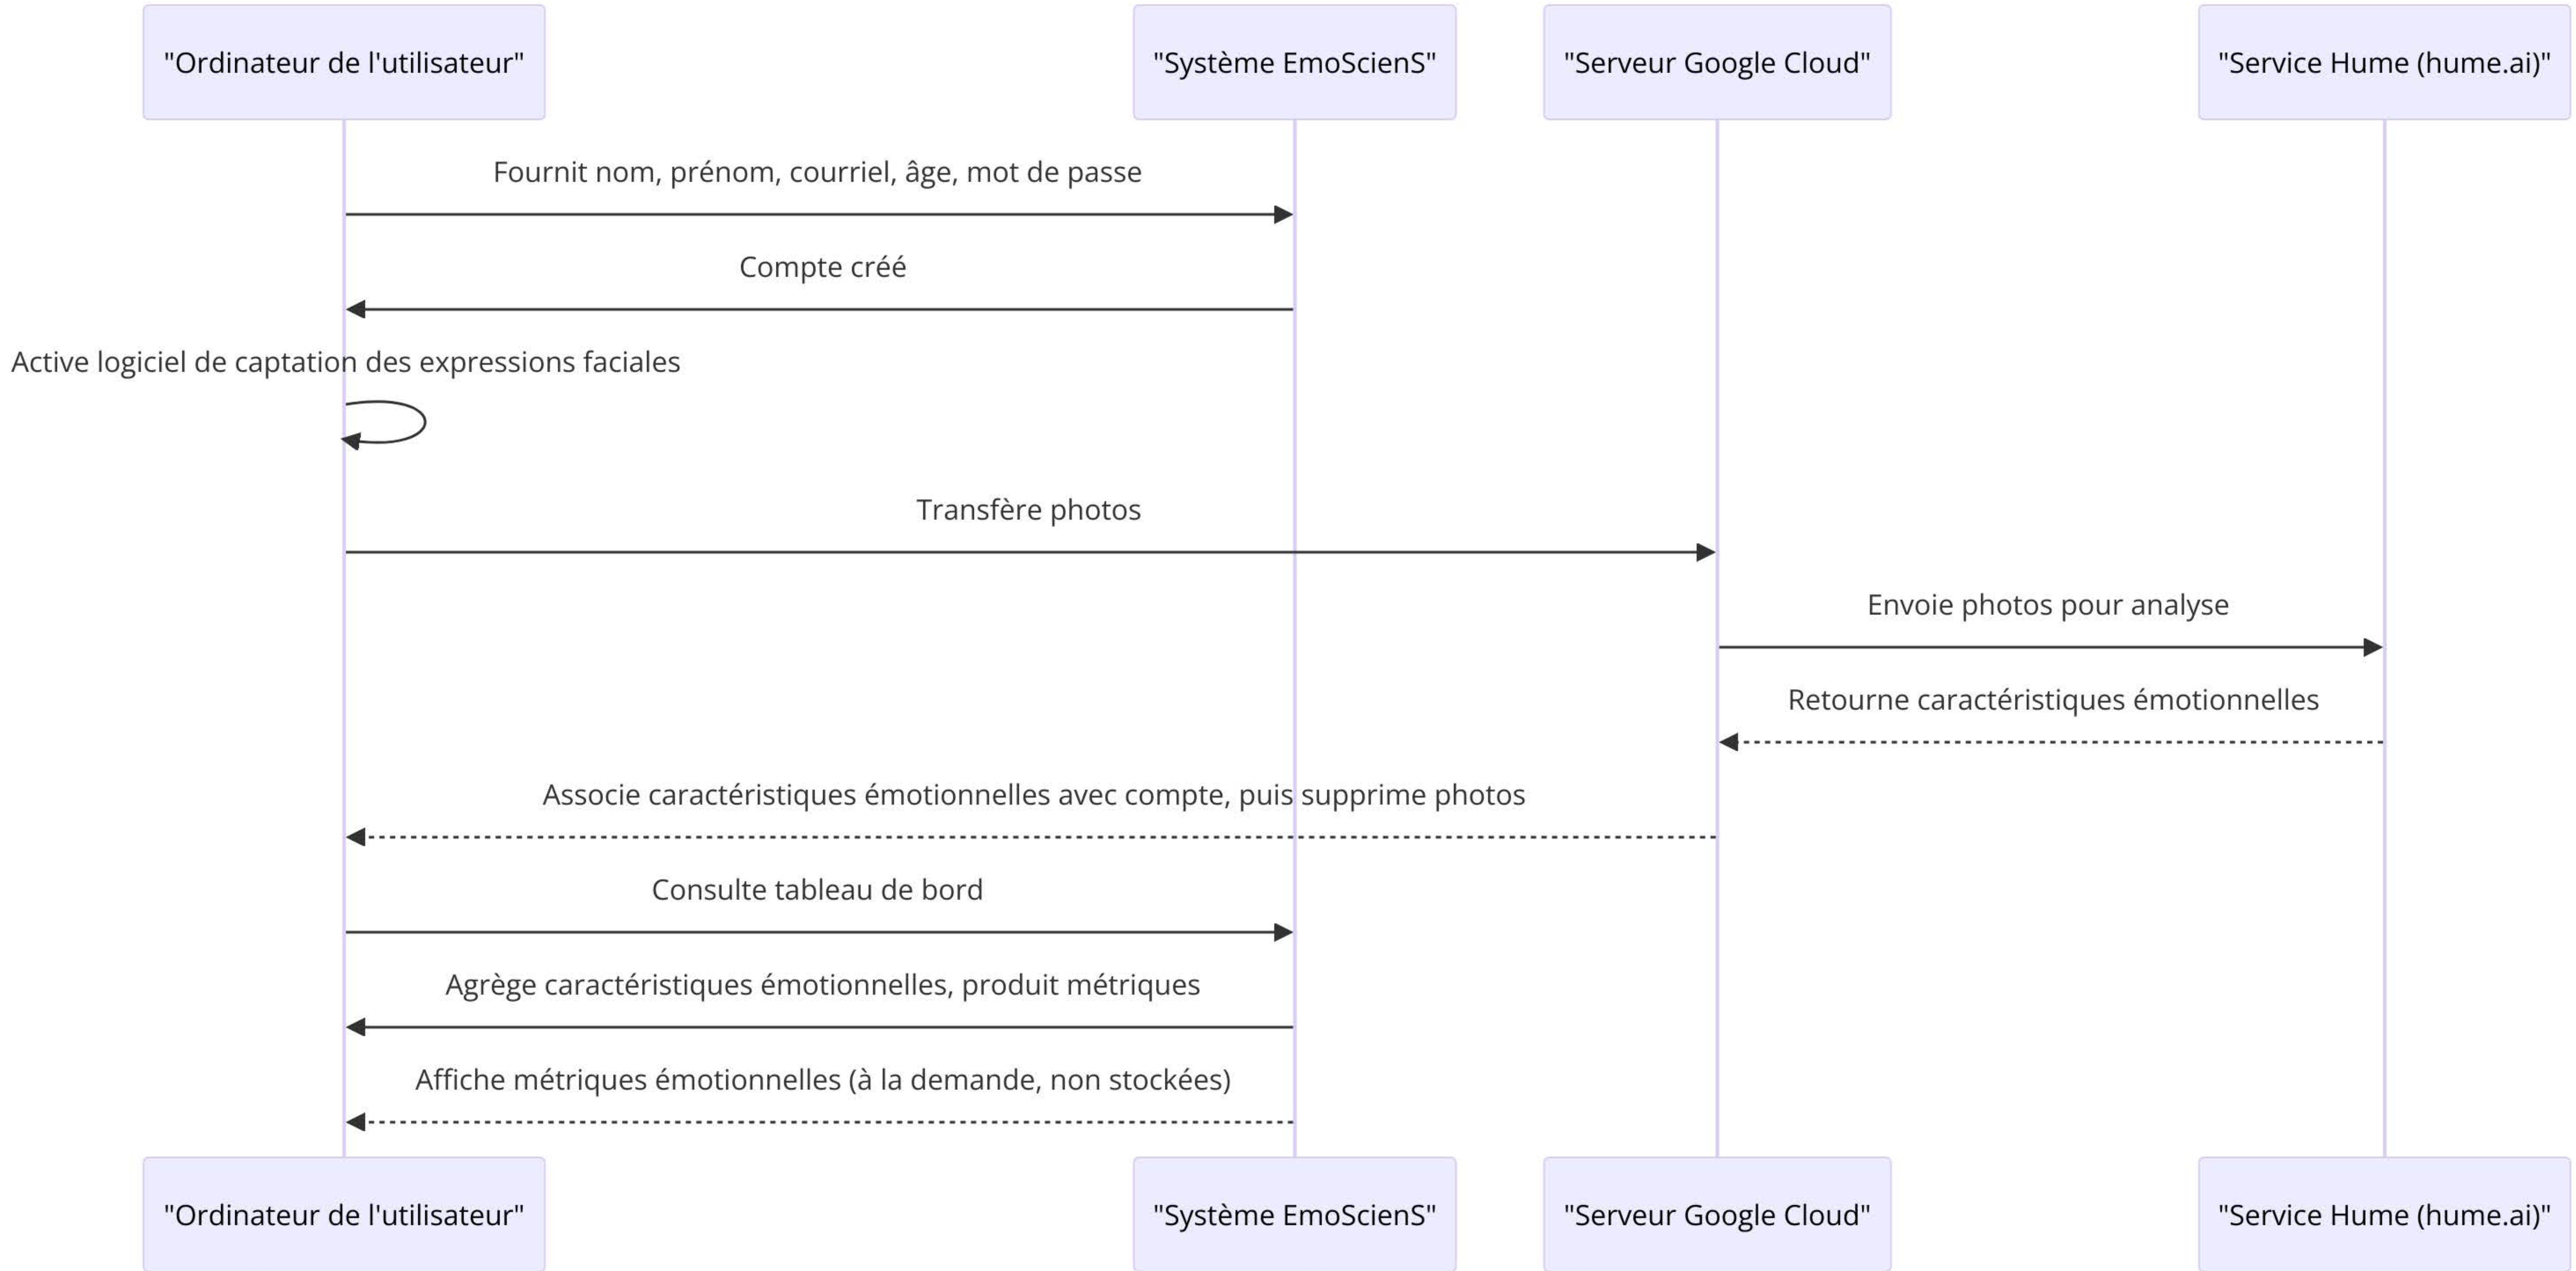 "Ordinateur de l'utilisateur"
"Système EmoScienS"
"Serveur Google Cloud"
"Service Hume (hume.ai)"
Fournit nom, prénom, courriel, âge, mot de passe
Compte créé
Active logiciel de captation des expressions faciales
Transfère photos
Envoie photos pour analyse
Retourne caractéristiques émotionnelles
Associe caractéristiques émotionnelles avec compte, puis supprime photos
Consulte tableau de bord
Agrège caractéristiques émotionnelles, produit métriques
Affiche métriques émotionnelles (à la demande, non stockées)
"Ordinateur de l'utilisateur"
"Système EmoScienS"
"Serveur Google Cloud"
"Service Hume (hume.ai)"